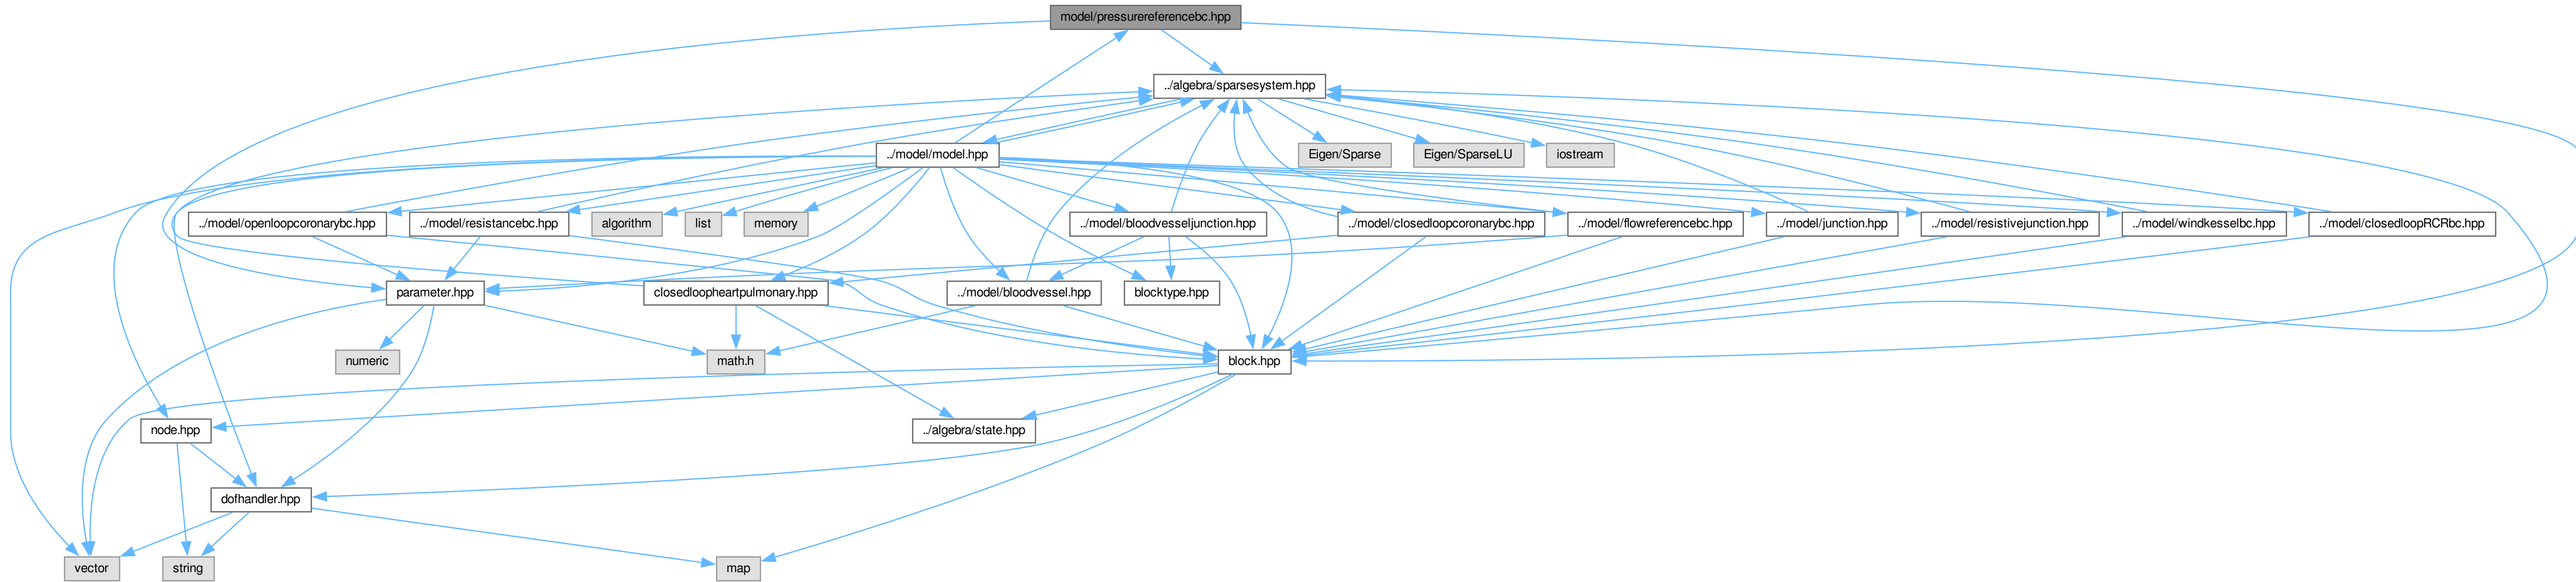 model/pressurereferencebc.hpp
../algebra/sparsesystem.hpp
../model/model.hpp
Eigen/Sparse
Eigen/SparseLU
iostream
../model/openloopcoronarybc.hpp
../model/resistancebc.hpp
algorithm
list
memory
../model/bloodvesseljunction.hpp
../model/closedloopcoronarybc.hpp
../model/flowreferencebc.hpp
../model/junction.hpp
../model/resistivejunction.hpp
../model/windkesselbc.hpp
../model/closedloopRCRbc.hpp
parameter.hpp
closedloopheartpulmonary.hpp
../model/bloodvessel.hpp
blocktype.hpp
numeric
math.h
block.hpp
node.hpp
../algebra/state.hpp
dofhandler.hpp
vector
string
map